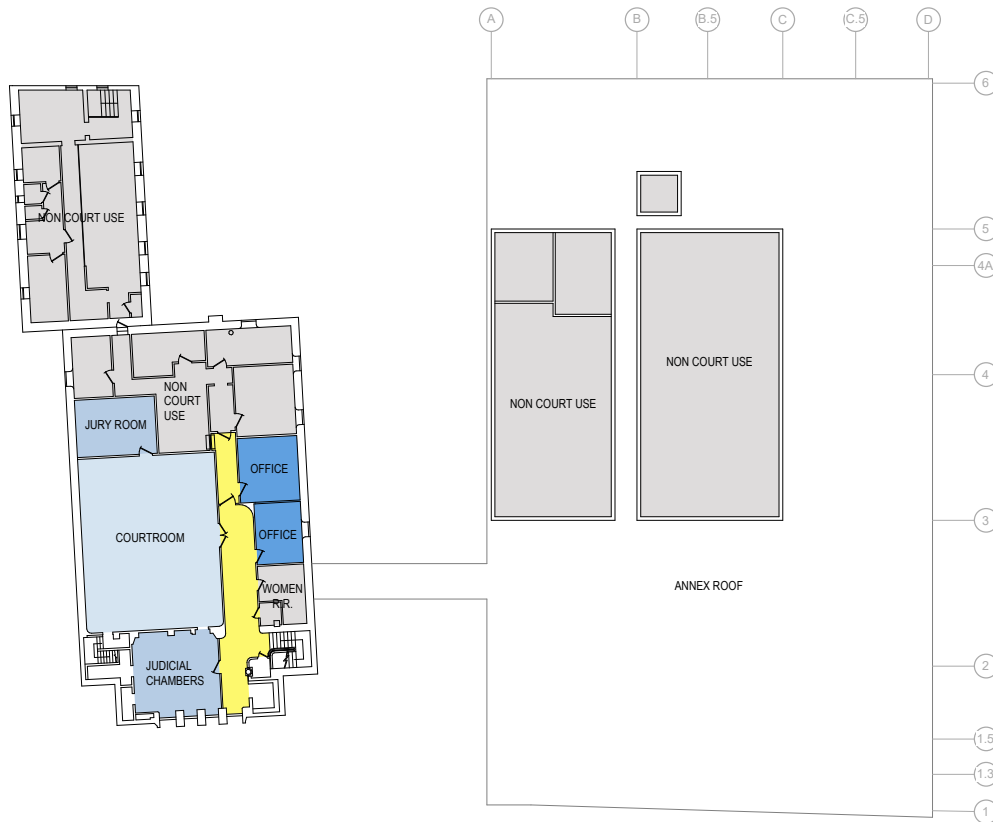 A
B
B.5
C
C.5
D
6
5
4A
4
3
2
1.5
1.3
1
NON COURT USE
NON
COURT
USE
JURY ROOM
OFFICE
COURTROOM
OFFICE
WOMEN
R.R.
JUDICIAL
CHAMBERS
NON COURT USE
NON COURT USE
ANNEX ROOF